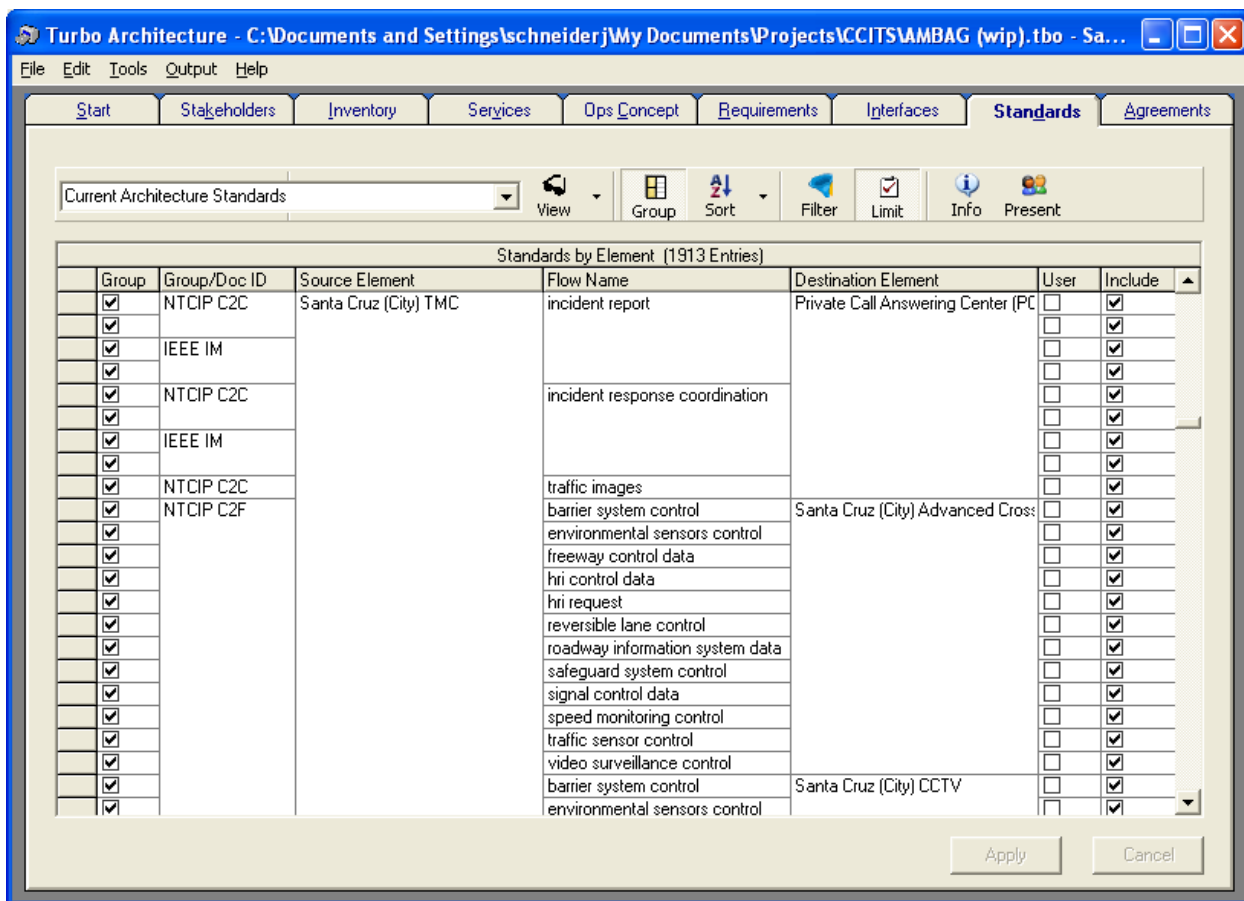 Turbo Architecture - C:\Documents and Settings\schneiderj\My Documents\Projects\CCITS\AMBAG (wip).tbo - Sa...
File Edit Tools Output Help
Start Stakeholders Inventory Services Ops Concept Requirements Interfaces Standards Agreements
Current Architecture Standards
View Group Sort Filter Limit Info Present
Standards by Element (1913 Entries)
Group Group/Doc ID Source Element Flow Name Destination Element User Include
NTCIP C2C Santa Cruz (City) TMC incident report Private Call Answering Center (PC
IEEE IM
NTCIP C2C incident response coordination
IEEE IM
NTCIP C2C traffic images
NTCIP C2F barrier system control Santa Cruz (City) Advanced Cross
environmental sensors control
freeway control data
hri control data
hri request
reversible lane control
roadway information system data
safeguard system control
signal control data
speed monitoring control
traffic sensor control
video surveillance control
barrier system control Santa Cruz (City) CCTV
environmental sensors control
Apply Cancel